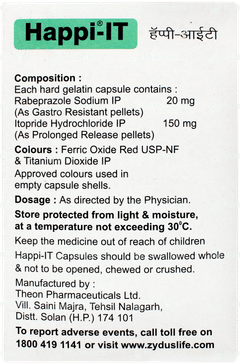 Happi®-IT हॅप्पी-आईटी
Composition :
Each hard gelatin capsule contains :
Rabeprazole Sodium IP 20 mg
(As Gastro Resistant pellets)
Itopride Hydrochloride IP 150 mg
(As Prolonged Release pellets)
Colours : Ferric Oxide Red USP-NF
& Titanium Dioxide IP
Approved colours used in
empty capsule shells.
Dosage : As directed by the Physician.
Store protected from light & moisture,
at a temperature not exceeding 30°C.
Keep the medicine out of reach of children
Happi-IT Capsules should be swallowed whole
& not to be opened, chewed or crushed.
Manufactured by :
Theon Pharmaceuticals Ltd.
Vill. Saini Majra, Tehsil Nalagarh,
Distt. Solan (H.P.) 174 101
To report adverse events, call toll free on
1800 419 1141 or visit www.zyduslife.com